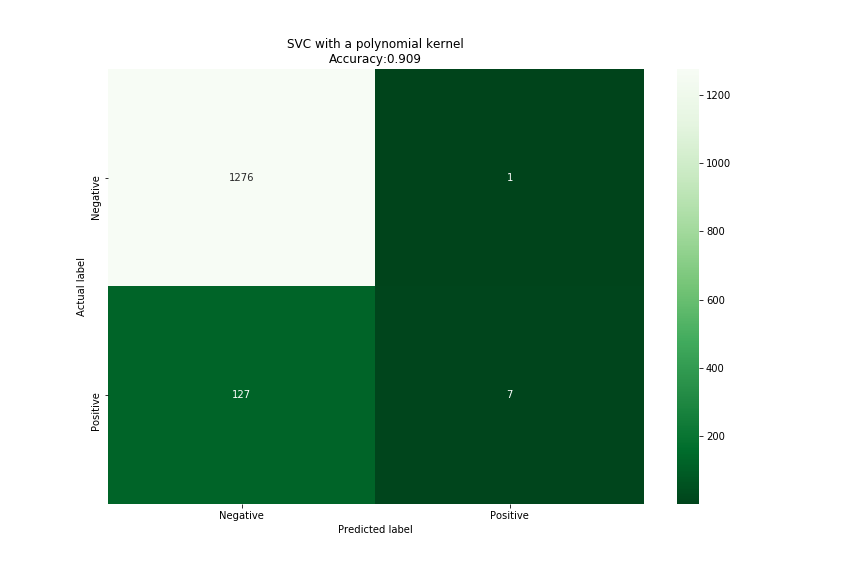 SVC with a polynomial kernel
Accuracy:0.909
1276
1
127
7
Negative
Positive
Actual label
Negative
Positive
Predicted label
1200
1000
800
600
400
200